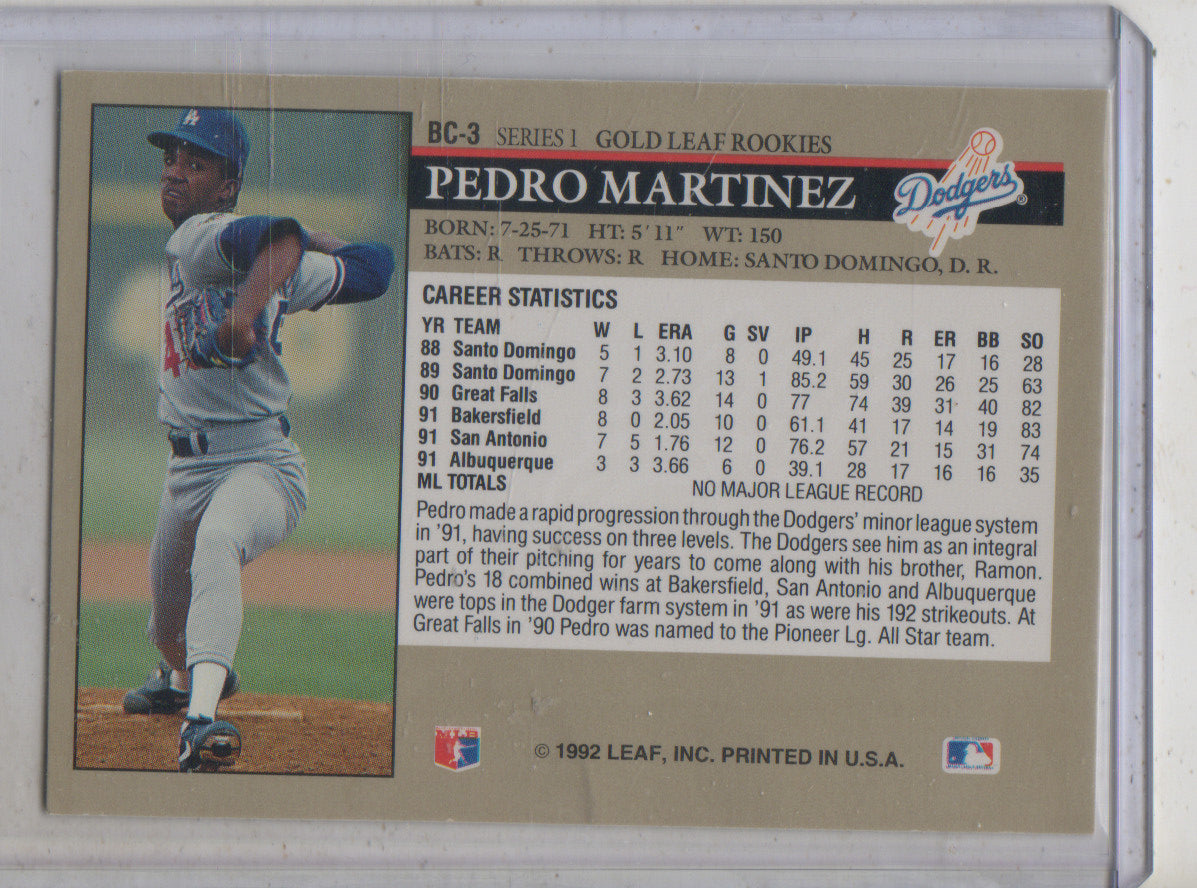 LA
4
BC-3 SERIES 1 GOLD LEAF ROOKIES
PEDRO MARTINEZ
Dodgers ®
BORN: 7-25-71 HT: 5'11" WT: 150
BATS: R THROWS: R HOME: SANTO DOMINGO, D. R.
CAREER STATISTICS
YR TEAM W L ERA G SV IP H R ER BB SO
88 Santo Domingo 5 1 3.10 8 0 49.1 45 25 17 16 28
89 Santo Domingo 7 2 2.73 13 1 85.2 59 30 26 25 63
90 Great Falls 8 3 3.62 14 0 77 74 39 31 40 82
91 Bakersfield 8 0 2.05 10 0 61.1 41 17 14 19 83
91 San Antonio 7 5 1.76 12 0 76.2 57 21 15 31 74
91 Albuquerque 3 3 3.66 6 0 39.1 28 17 16 16 35
ML TOTALS NO MAJOR LEAGUE RECORD
Pedro made a rapid progression through the Dodgers' minor league system
in '91, having success on three levels. The Dodgers see him as an integral
part of their pitching for years to come along with his brother, Ramon.
Pedro's 18 combined wins at Bakersfield, San Antonio and Albuquerque
were tops in the Dodger farm system in '91 as were his 192 strikeouts. At
Great Falls in '90 Pedro was named to the Pioneer Lg. All Star team.
MLB
© 1992 LEAF, INC. PRINTED IN U.S.A.